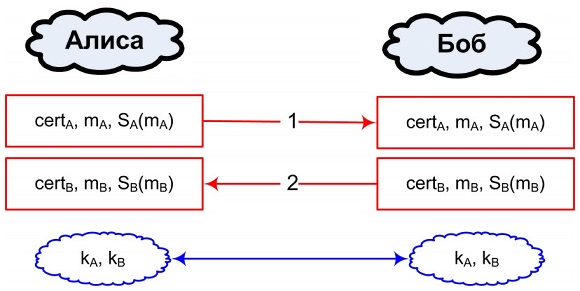 Алиса Боб
certA, mA, SA(mA) 1 certA, mA, SA(mA)
certB, mB, SB(mB) 2 certB, mB, SB(mB)
kA, kB kA, kB